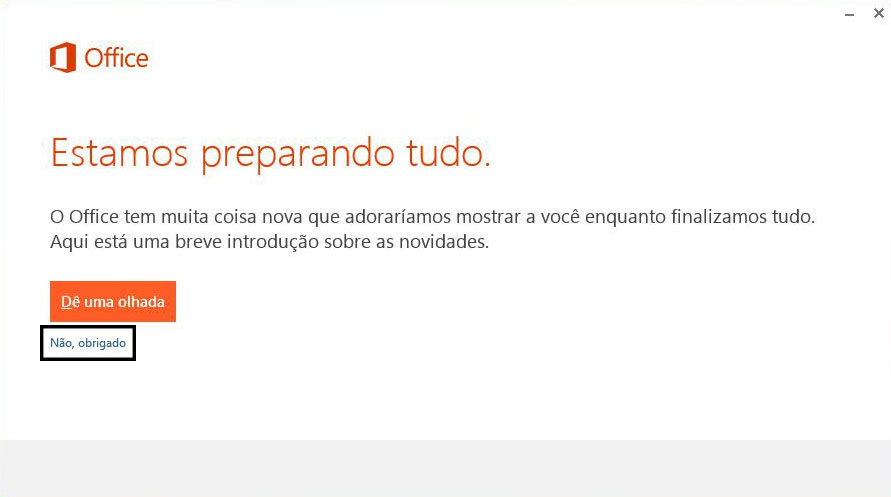 Office
Estamos preparando tudo.
O Office tem muita coisa nova que adoraríamos mostrar a você enquanto finalizamos tudo.
Aqui está uma breve introdução sobre as novidades.
Dê uma olhada
Não, obrigado